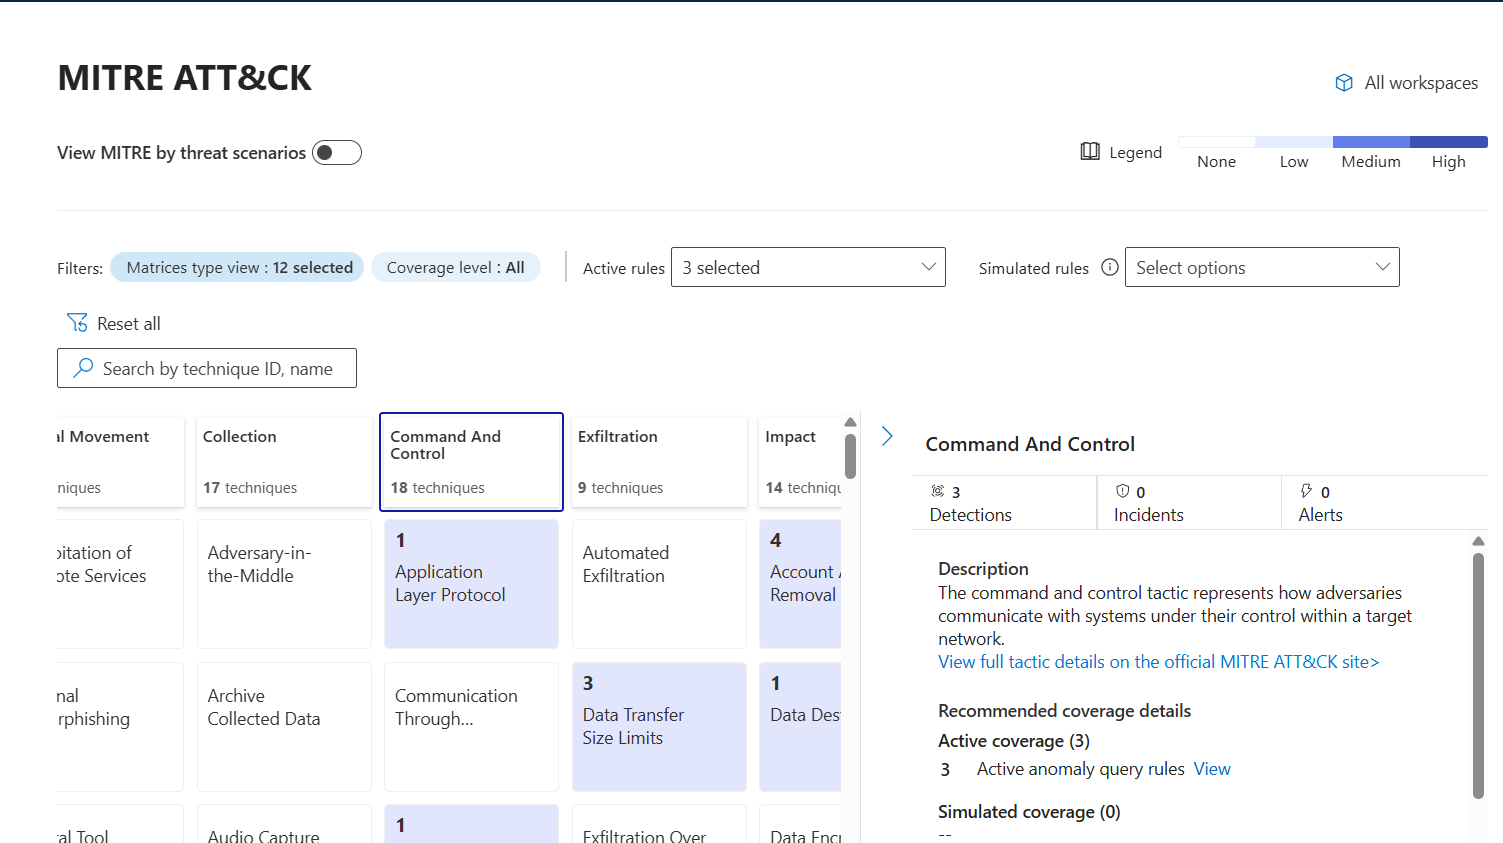 MITRE ATT&CK
All workspaces
View MITRE by threat scenarios
Legend
None
Low
Medium
High
Filters:
Matrices type view : 12 selected
Coverage level : All
Active rules
3 selected
Simulated rules
Select options
Reset all
Search by technique ID, name
al Movement
niques
Collection
17 techniques
Command And
Control
18 techniques
Exfiltration
9 techniques
Impact
14 techniqu
oitation of
ote Services
Adversary-in-
the-Middle
1
Application
Layer Protocol
Automated
Exfiltration
4
Account
Removal
nal
rphishing
Archive
Collected Data
Communication
Through...
3
Data Transfer
Size Limits
1
Data Des
ral Tool
Audio Capture
1
Exfiltration Over
Data Encr
Command And Control
3
Detections
0
Incidents
0
Alerts
Description
The command and control tactic represents how adversaries
communicate with systems under their control within a target
network.
View full tactic details on the official MITRE ATT&CK site>
Recommended coverage details
Active coverage (3)
3 Active anomaly query rules View
Simulated coverage (0)
--